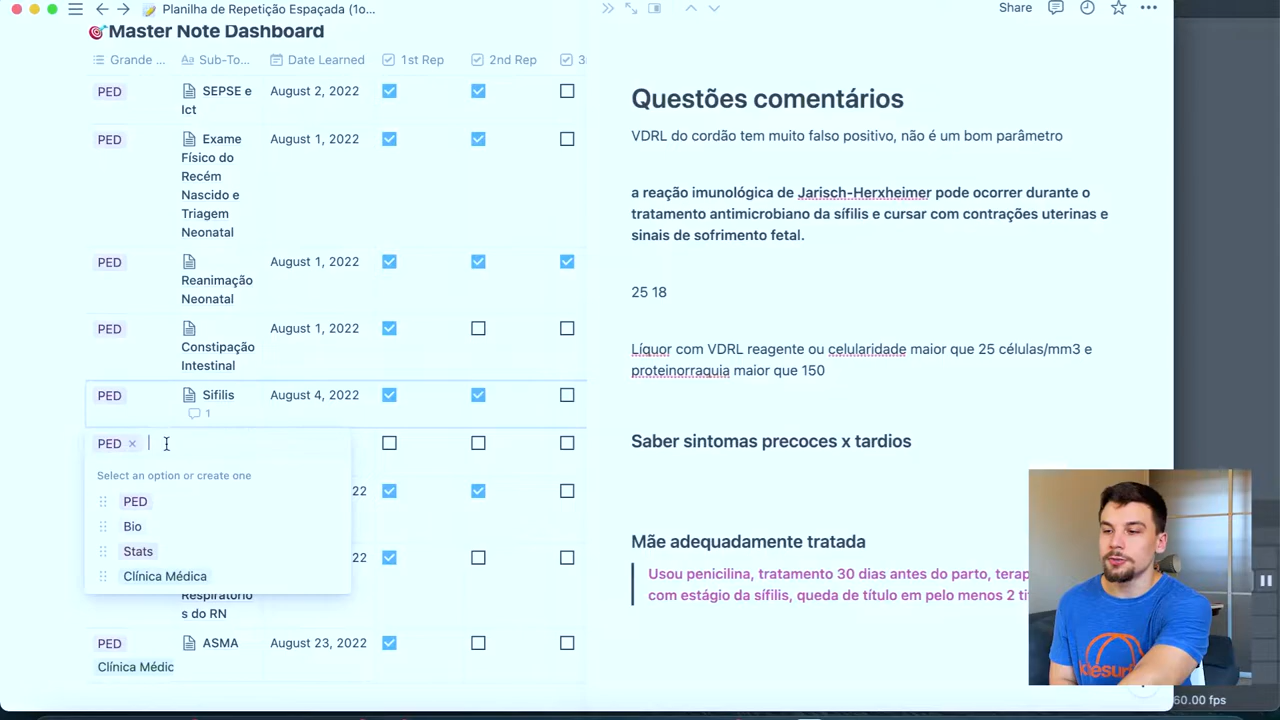 Planilha de Repetição Espaçada (1o...
Share
🎯Master Note Dashboard
Grande ...
Sub-To...
Date Learned
1st Rep
2nd Rep
PED
SEPSE e
Ict
August 2, 2022
PED
Exame
Físico do
Recém
Nascido e
Triagem
Neonatal
August 1, 2022
PED
Reanimação
Neonatal
August 1, 2022
PED
Constipação
Intestinal
August 1, 2022
PED
Sifilis
1
August 4, 2022
PED ×
Select an option or create one
PED
Bio
Stats
Clínica Médica
22
22
Respiratório
s do RN
PED
Clínica Médic
ASMA
August 23, 2022
Questões comentários
VDRL do cordão tem muito falso positivo, não é um bom parâmetro
a reação imunológica de Jarisch-Herxheimer pode ocorrer durante o
tratamento antimicrobiano da sífilis e cursar com contrações uterinas e
sinais de sofrimento fetal.
25 18
Líquor com VDRL reagente ou celularidade maior que 25 células/mm3 e
proteinorraquia maior que 150
Saber sintomas precoces x tardios
Mãe adequadamente tratada
Usou penicilina, tratamento 30 dias antes do parto, terap
com estágio da sífilis, queda de título em pelo menos 2 ti
60.00 fps